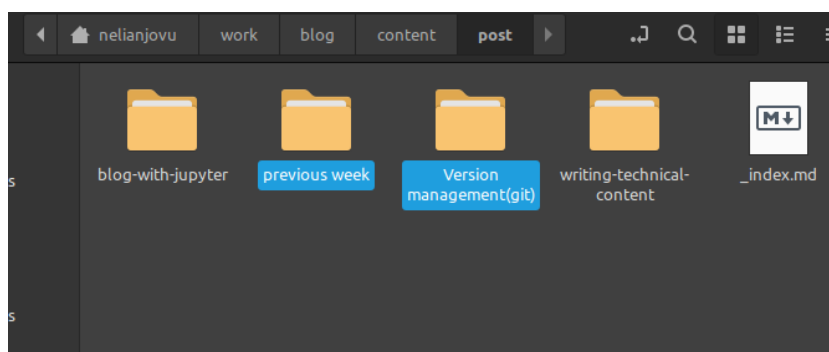 nelianjovu work blog content post
blog-with-jupyter previous week Version writing-technical- _index.md
management(git) content
M
s
s